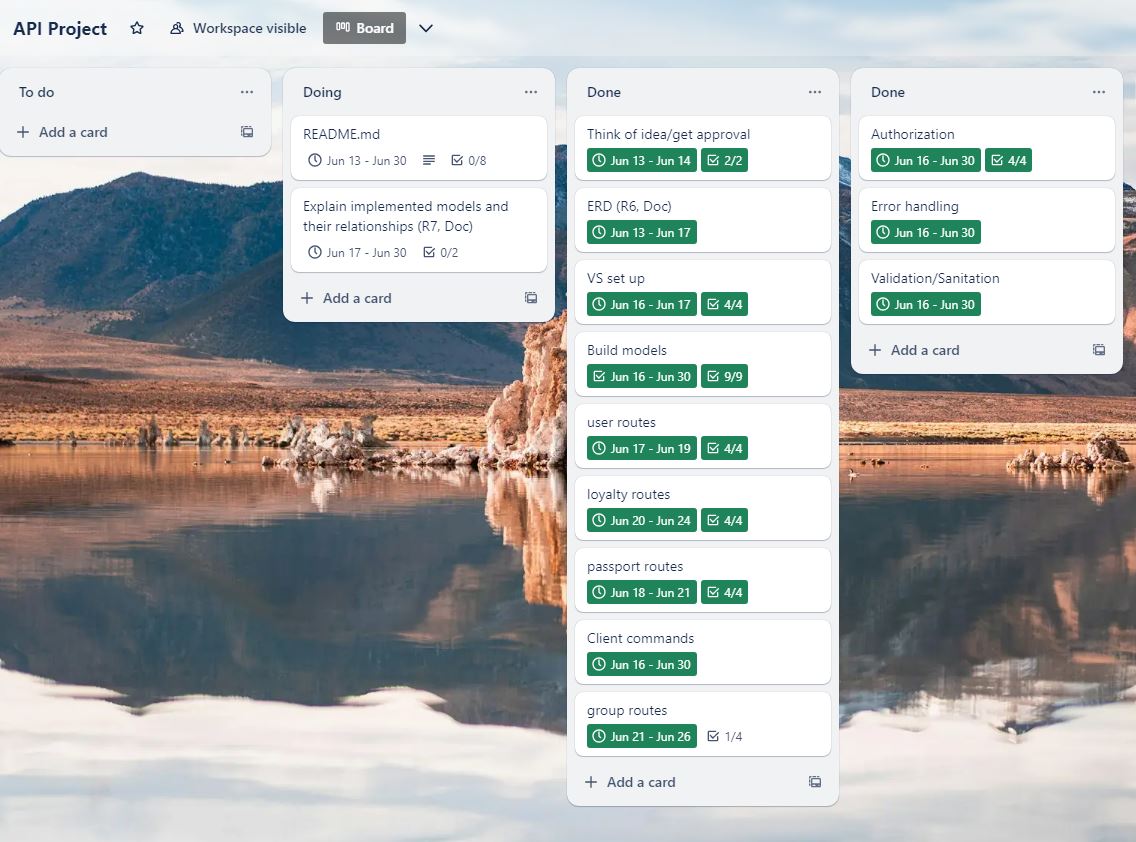 API Project
Workspace visible
Board
To do
Add a card
Doing
README.md
Jun 13 - Jun 30
0/8
Explain implemented models and
their relationships (R7, Doc)
Jun 17 - Jun 30
0/2
Add a card
Done
Think of idea/get approval
Jun 13 - Jun 14
2/2
ERD (R6, Doc)
Jun 13 - Jun 17
VS set up
Jun 16 - Jun 17
4/4
Build models
Jun 16 - Jun 30
9/9
user routes
Jun 17 - Jun 19
4/4
loyalty routes
Jun 20 - Jun 24
4/4
passport routes
Jun 18 - Jun 21
4/4
Client commands
Jun 16 - Jun 30
group routes
Jun 21 - Jun 26
1/4
Add a card
Done
Authorization
Jun 16 - Jun 30
4/4
Error handling
Jun 16 - Jun 30
Validation/Sanitation
Jun 16 - Jun 30
Add a card